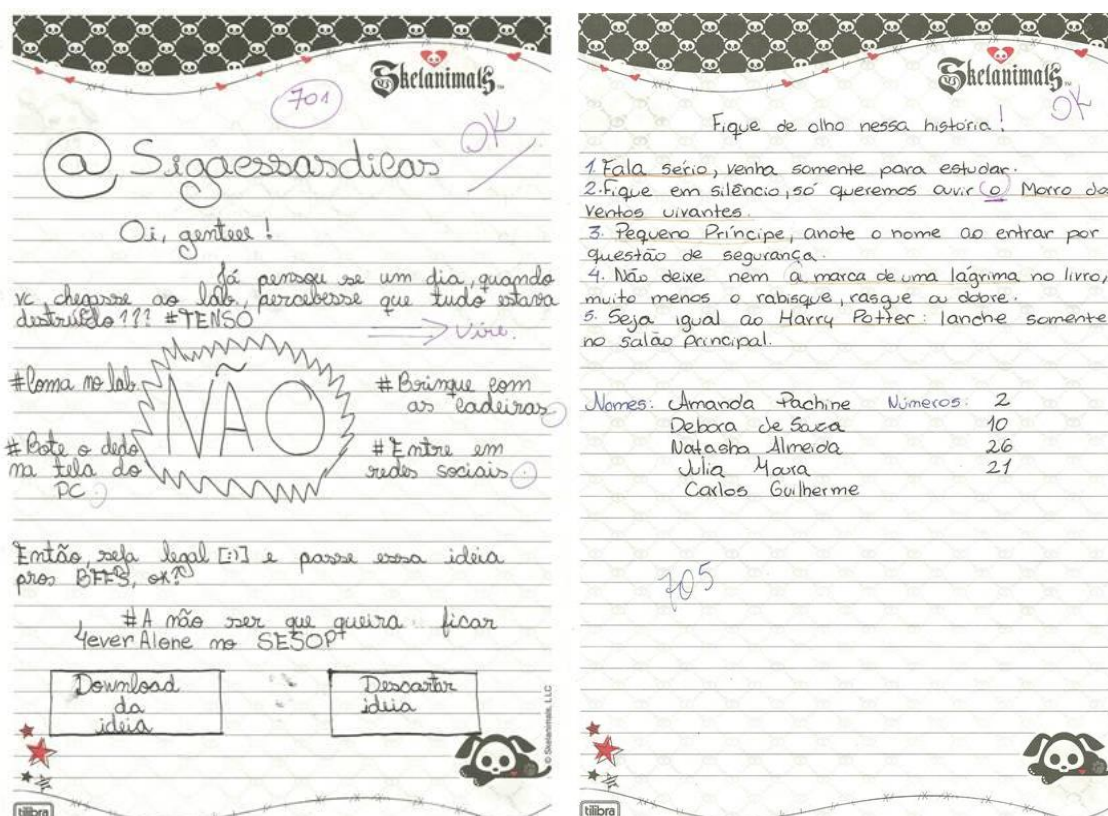 Skelanimals
701
OK
@ Sigaessasdicas
Oi, genteee!
Já pensou se um dia, quando
vc, chegasse ao lab, percebesse que tudo estava
destruído??? #TENSO
→ Vire.
NÃO
#Coma no lab.
#Brinque com
as cadeiras
#Bote o dedo
na tela do
PC
#Entre em
redes sociais
Então, seja legal [:)] e passe essa idéia
pros BFFS, ok?
#A não ser que queira ficar
4ever Alone no SESOP
Download
da
idéia
Descartar
idéia
© Skelanimals, LLC
tilibra
Skelanimals
OK
Fique de olho nessa história!
1. Fala sério, venha somente para estudar.
2. Fique em silêncio, só queremos ouvir o Morro dos
Ventos uivantes.
3. Pequeno Príncipe, anote o nome ao entrar por
questão de segurança.
4. Não deixe nem a marca de uma lágrima no livro,
muito menos o rabisque, rasgue ou dobre.
5. Seja igual ao Harry Potter: lanche somente
no salão principal.
Nomes: Amanda Pachine Números: 2
Debora de Souza 10
Natasha Almeida 26
Julia Moura 21
Carlos Guilherme
705
tilibra